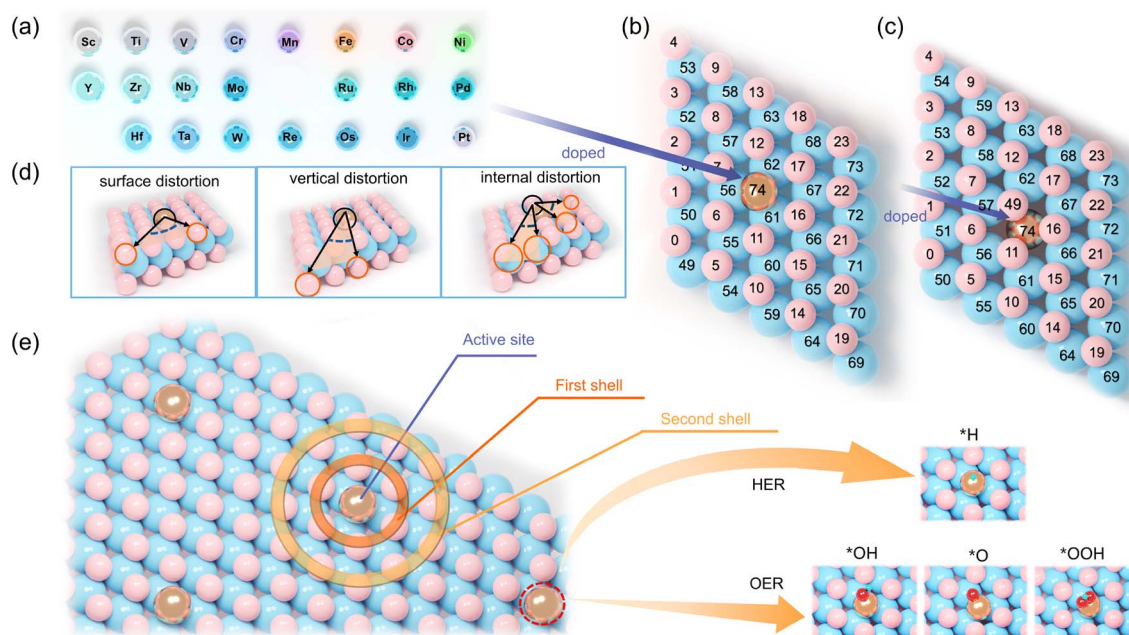 (a)
Sc Ti V Cr Mn Fe Co Ni
Y Zr Nb Mo Ru Rh Pd
Hf Ta W Re Os Ir Pt
doped
(b)
4
53 9
3 58 13
52 8 63 18
2 57 12 68 23
51 7 62 17 73
1 56 74 67 22
50 6 61 16 72
0 55 11 66 21
49 5 60 15 71
54 10 65 20
59 14 70
64 19
69
(c)
doped
4
54 9
3 59 13
53 8 63 18
2 58 12 68 23
52 7 62 17 73
1 57 49 67 22
51 6 74 16 72
0 56 11 66 21
50 5 61 15 71
55 10 65 20
60 14 70
64 19
69
(d)
surface distortion
vertical distortion
internal distortion
(e)
Active site
First shell
Second shell
HER
*H
OER
*OH
*O
*OOH